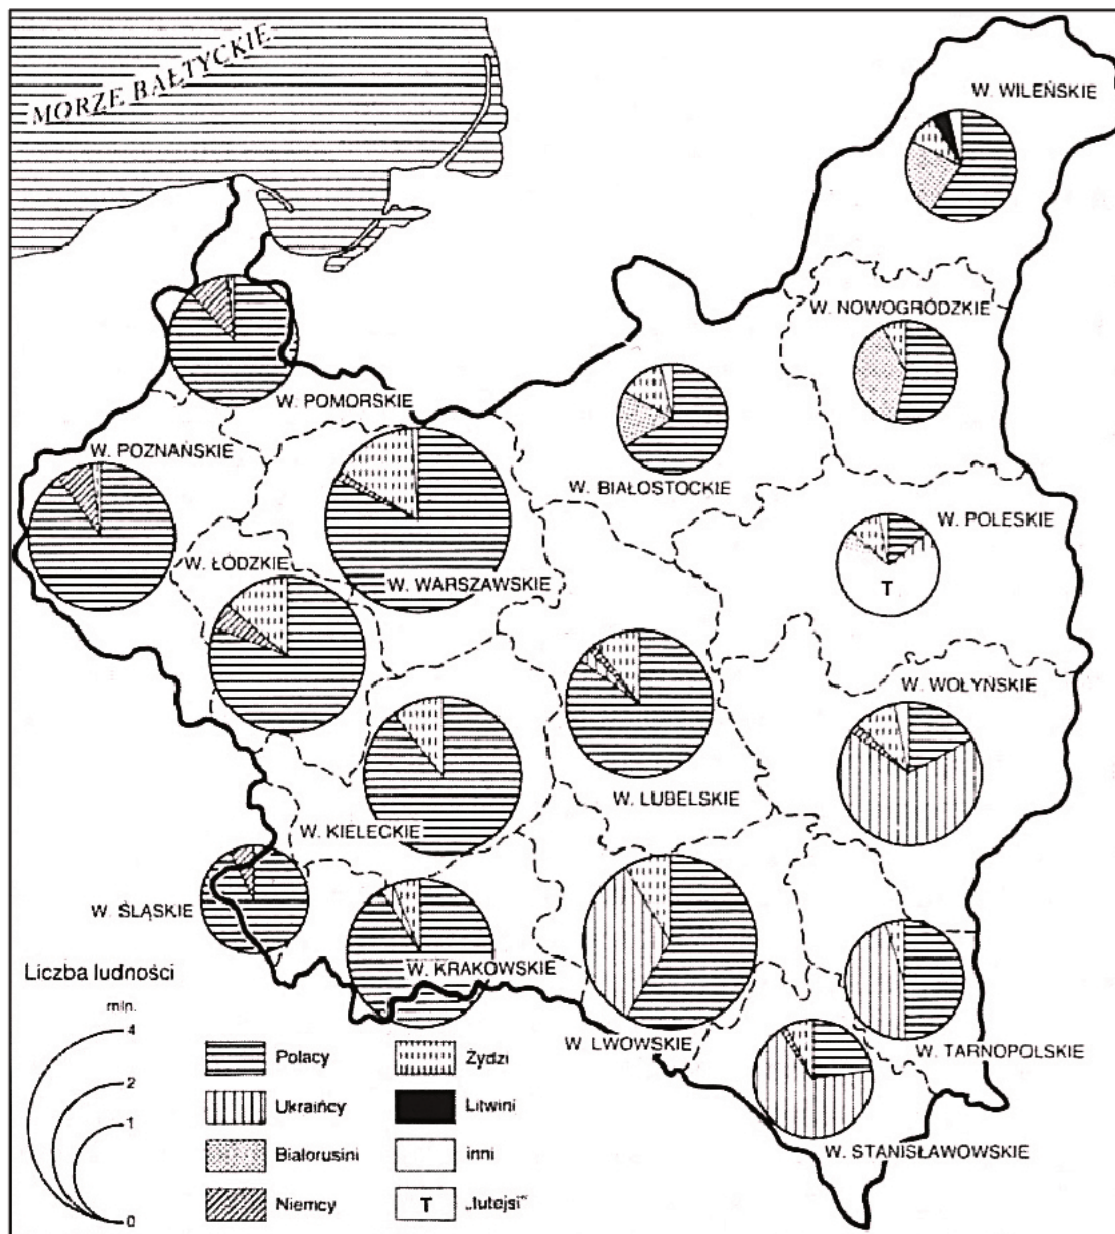 MORZE BAŁTYCKIE
W. WILEŃSKIE
W. NOWOGRÓDZKIE
W. POMORSKIE
W. POZNAŃSKIE
W. BIAŁOSTOCKIE
W. POLESKIE
W. ŁÓDZKIE
W. WARSZAWSKIE
T
W. WOŁYŃSKIE
W. LUBELSKIE
W. KIELECKIE
W. ŚLĄSKIE
W. KRAKOWSKIE
W. LWOWSKIE
W. TARNOPOLSKIE
W. STANISŁAWOWSKIE
Liczba ludności
mln.
4
2
1
0
Polacy
Ukraińcy
Białorusini
Niemcy
Żydzi
Litwini
inni
T „tutejsi"